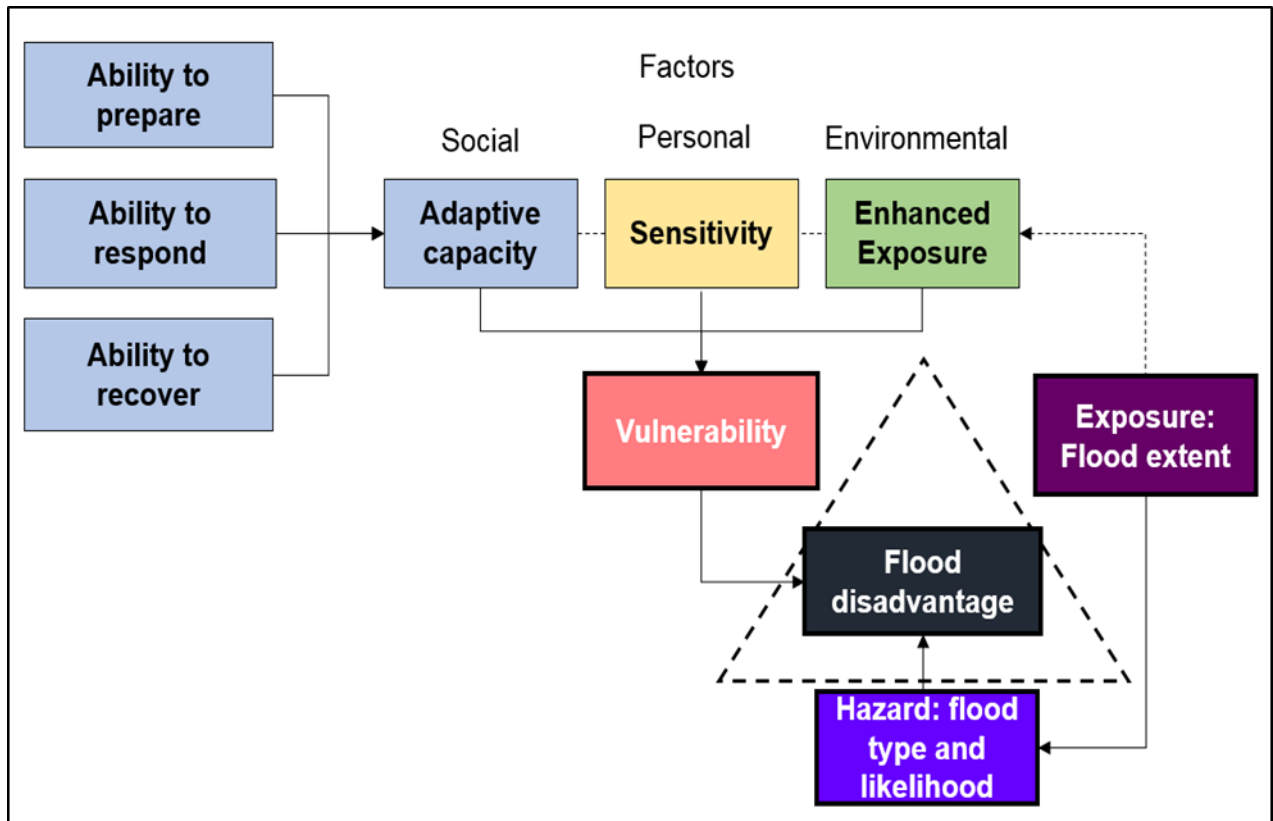 Ability to
prepare
Ability to
respond
Ability to
recover
Factors
Social
Personal
Environmental
Adaptive
capacity
Sensitivity
Enhanced
Exposure
Vulnerability
Exposure:
Flood extent
Flood
disadvantage
Hazard: flood
type and
likelihood